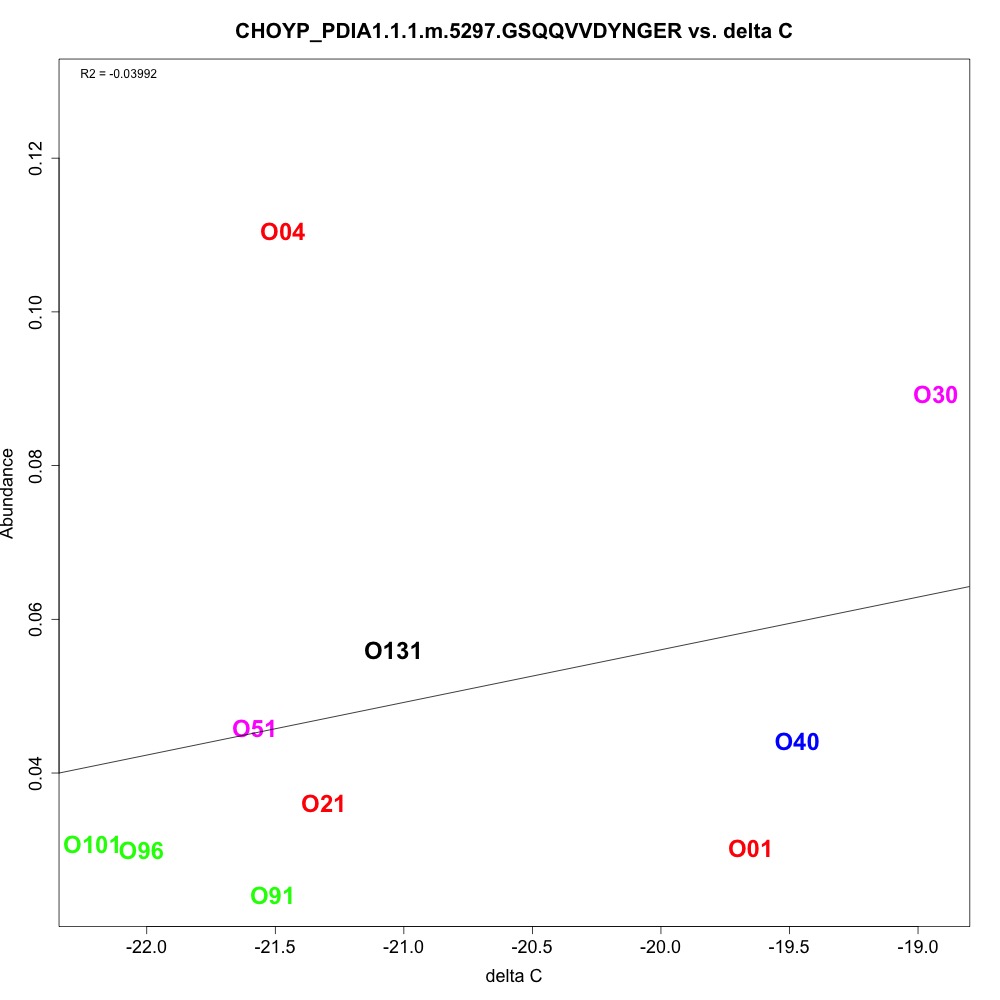 CHOYP_PDIA1.1.1.m.5297.GSQQVVDYNGER vs. delta C
R2 = -0.03992
0.12
O04
0.10
O30
0.08
Abundance
0.06
O131
O51
O40
0.04
O21
O101
O96
O01
O91
-22.0 -21.5 -21.0 -20.5 -20.0 -19.5 -19.0
delta C